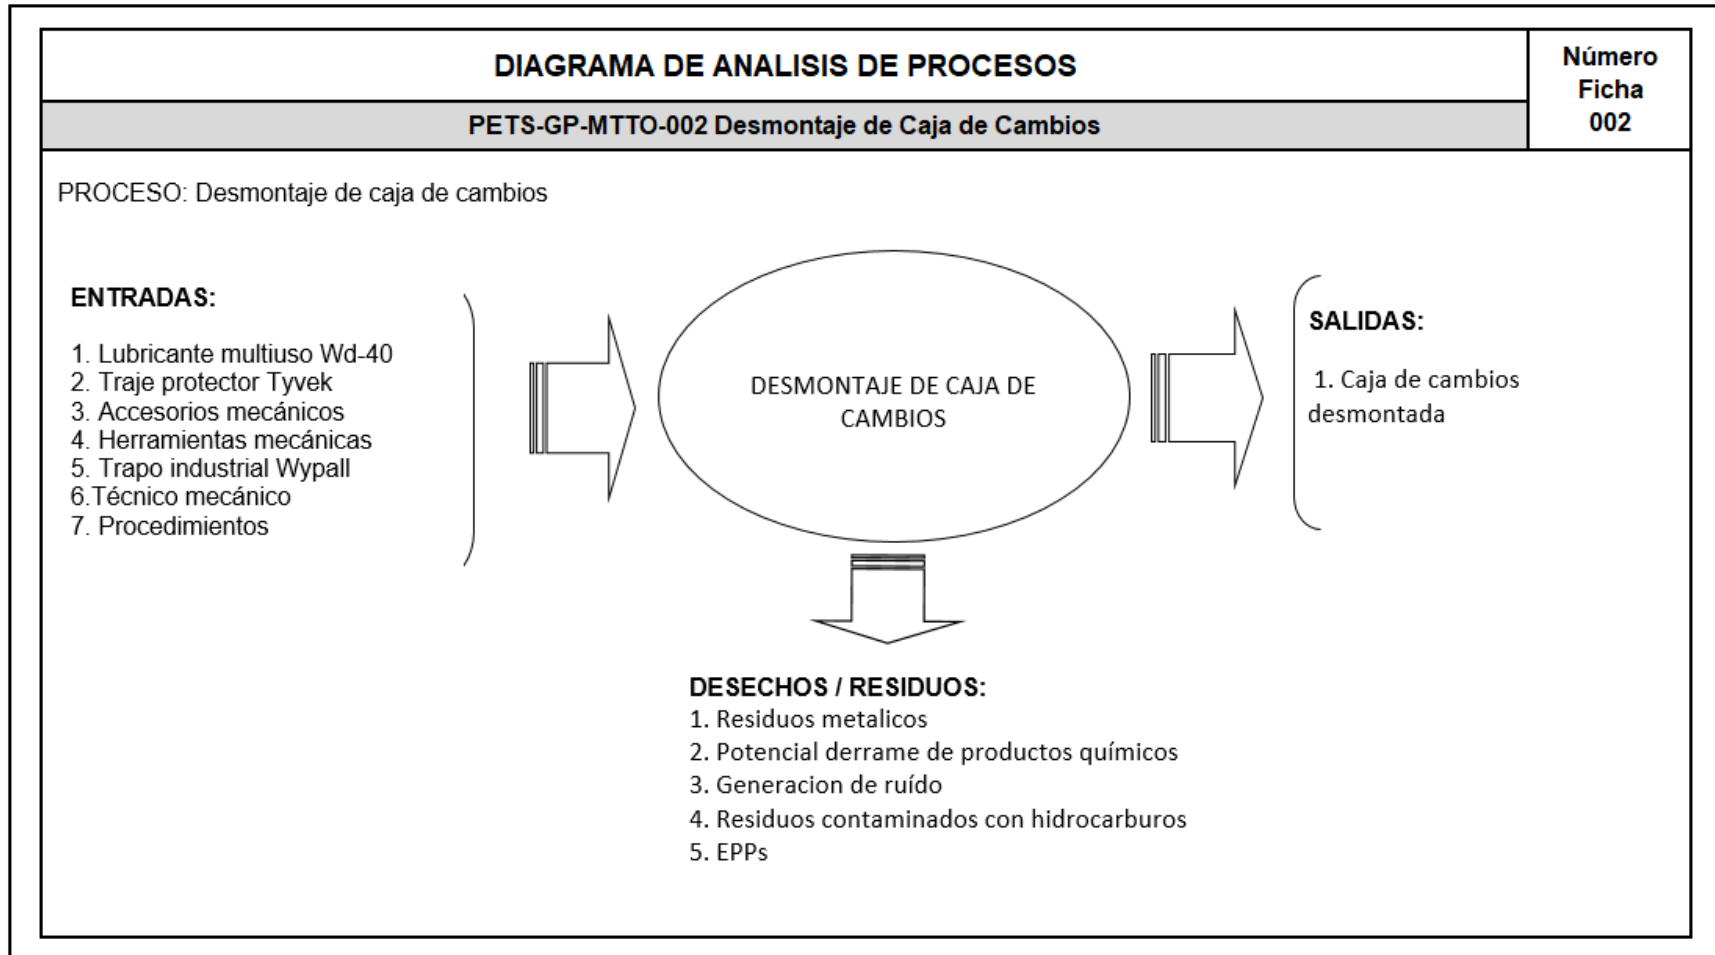 DIAGRAMA DE ANALISIS DE PROCESOS
Número
Ficha
002
PETS-GP-MTTO-002 Desmontaje de Caja de Cambios
PROCESO: Desmontaje de caja de cambios
ENTRADAS:
1. Lubricante multiuso Wd-40
2. Traje protector Tyvek
3. Accesorios mecánicos
4. Herramientas mecánicas
5. Trapo industrial Wypall
6.Técnico mecánico
7. Procedimientos
DESMONTAJE DE CAJA DE
CAMBIOS
SALIDAS:
1. Caja de cambios
desmontada
DESECHOS / RESIDUOS:
1. Residuos metalicos
2. Potencial derrame de productos químicos
3. Generacion de ruído
4. Residuos contaminados con hidrocarburos
5. EPPs